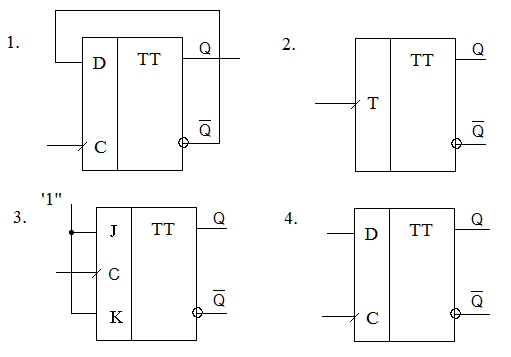 1.
D TT Q
C Q̅
2.
TT Q
T
Q̅
3.
'1"
J TT Q
C
K Q̅
4.
D TT Q
C Q̅